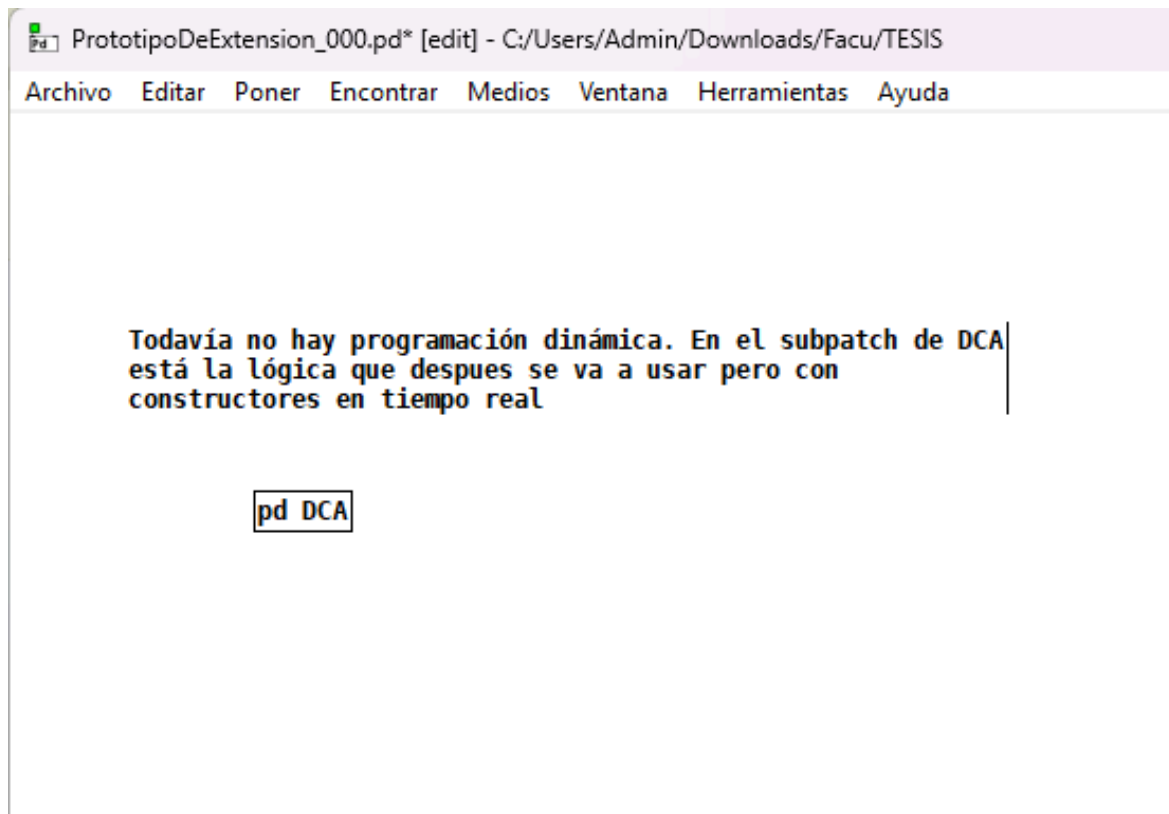 PrototipoDeExtension_000.pd* [edit] - C:/Users/Admin/Downloads/Facu/TESIS
Archivo Editar Poner Encontrar Medios Ventana Herramientas Ayuda
Todavía no hay programación dinámica. En el subpatch de DCA
está la lógica que despues se va a usar pero con
constructores en tiempo real
pd DCA